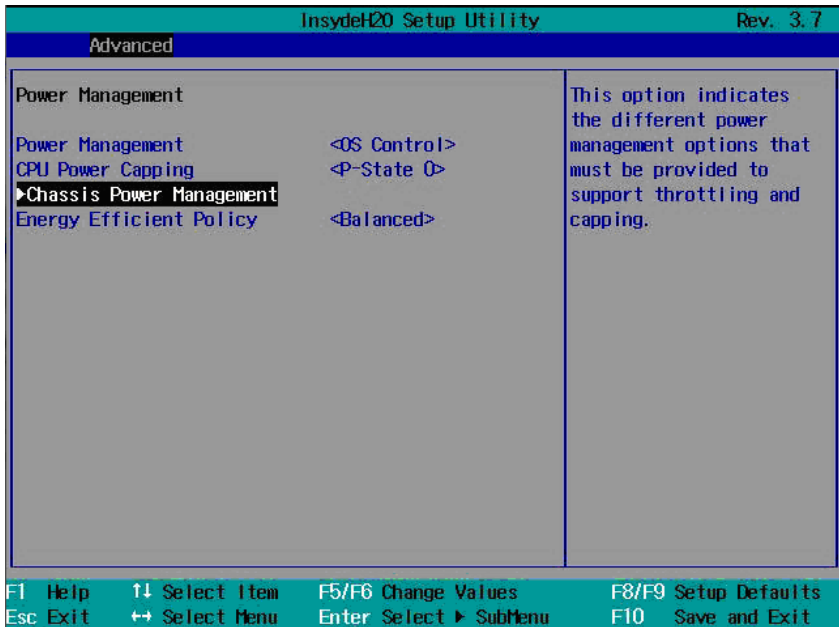 InsydeH20 Setup Utility Rev. 3.7
Advanced
Power Management
Power Management <OS Control>
CPU Power Capping <P-State 0>
▶Chassis Power Management
Energy Efficient Policy <Balanced>
This option indicates
the different power
management options that
must be provided to
support throttling and
capping.
F1 Help ↑↓ Select Item F5/F6 Change Values F8/F9 Setup Defaults
Esc Exit ↔ Select Menu Enter Select ▶ SubMenu F10 Save and Exit